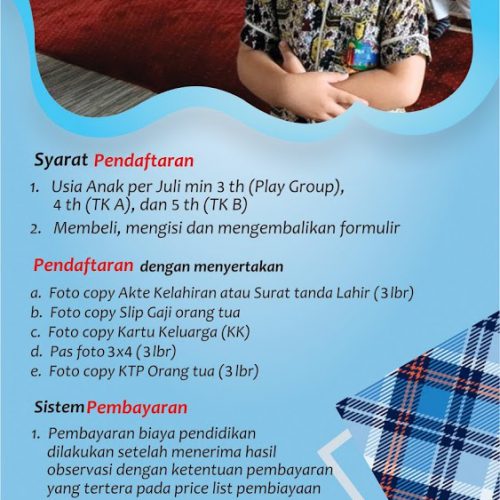 Syarat Pendaftaran
1. Usia Anak per Juli min 3 th (Play Group),
4 th (TK A), dan 5 th (TK B)
2. Membeli, mengisi dan mengembalikan formulir
Pendaftaran dengan menyertakan
a. Foto copy Akte Kelahiran atau Surat tanda Lahir (3 lbr)
b. Foto copy Slip Gaji orang tua
c. Foto copy Kartu Keluarga (KK)
d. Pas foto 3x4 (3 lbr)
e. Foto copy KTP Orang tua (3 lbr)
Sistem Pembayaran
1. Pembayaran biaya pendidikan
dilakukan setelah menerima hasil
observasi dengan ketentuan pembayaran
yang tertera pada price list pembiayaan